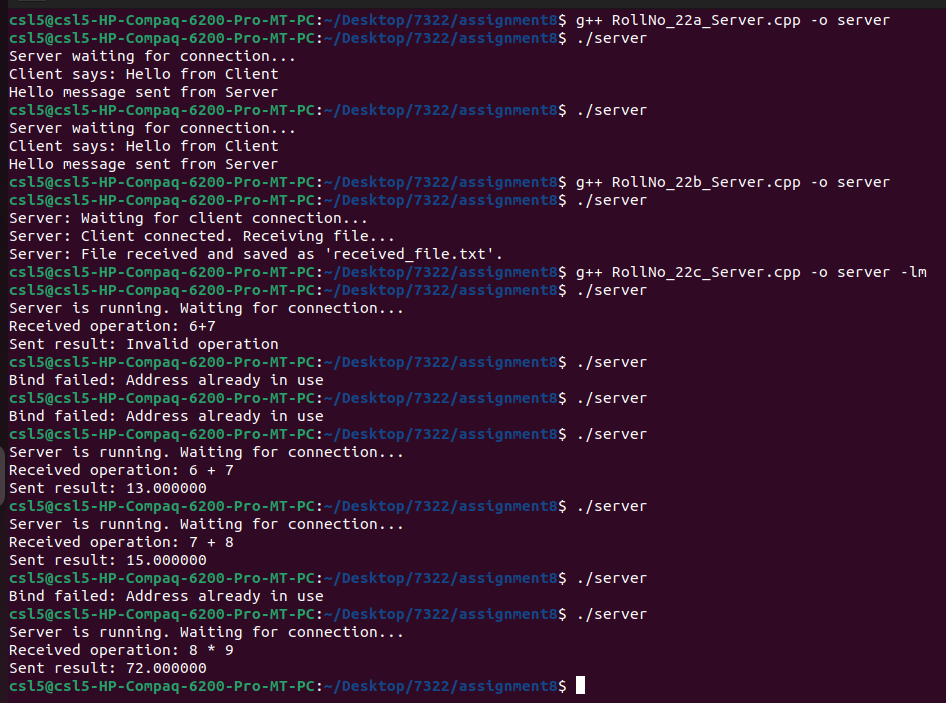 csl5@csl5-HP-Compaq-6200-Pro-MT-PC:~/Desktop/7322/assignment8$ g++ RollNo_22a_Server.cpp -o server
csl5@csl5-HP-Compaq-6200-Pro-MT-PC:~/Desktop/7322/assignment8$ ./server
Server waiting for connection...
Client says: Hello from Client
Hello message sent from Server
csl5@csl5-HP-Compaq-6200-Pro-MT-PC:~/Desktop/7322/assignment8$ ./server
Server waiting for connection...
Client says: Hello from Client
Hello message sent from Server
csl5@csl5-HP-Compaq-6200-Pro-MT-PC:~/Desktop/7322/assignment8$ g++ RollNo_22b_Server.cpp -o server
csl5@csl5-HP-Compaq-6200-Pro-MT-PC:~/Desktop/7322/assignment8$ ./server
Server: Waiting for client connection...
Server: Client connected. Receiving file...
Server: File received and saved as 'received_file.txt'.
csl5@csl5-HP-Compaq-6200-Pro-MT-PC:~/Desktop/7322/assignment8$ g++ RollNo_22c_Server.cpp -o server -lm
csl5@csl5-HP-Compaq-6200-Pro-MT-PC:~/Desktop/7322/assignment8$ ./server
Server is running. Waiting for connection...
Received operation: 6+7
Sent result: Invalid operation
csl5@csl5-HP-Compaq-6200-Pro-MT-PC:~/Desktop/7322/assignment8$ ./server
Bind failed: Address already in use
csl5@csl5-HP-Compaq-6200-Pro-MT-PC:~/Desktop/7322/assignment8$ ./server
Bind failed: Address already in use
csl5@csl5-HP-Compaq-6200-Pro-MT-PC:~/Desktop/7322/assignment8$ ./server
Server is running. Waiting for connection...
Received operation: 6 + 7
Sent result: 13.000000
csl5@csl5-HP-Compaq-6200-Pro-MT-PC:~/Desktop/7322/assignment8$ ./server
Server is running. Waiting for connection...
Received operation: 7 + 8
Sent result: 15.000000
csl5@csl5-HP-Compaq-6200-Pro-MT-PC:~/Desktop/7322/assignment8$ ./server
Bind failed: Address already in use
csl5@csl5-HP-Compaq-6200-Pro-MT-PC:~/Desktop/7322/assignment8$ ./server
Server is running. Waiting for connection...
Received operation: 8 * 9
Sent result: 72.000000
csl5@csl5-HP-Compaq-6200-Pro-MT-PC:~/Desktop/7322/assignment8$